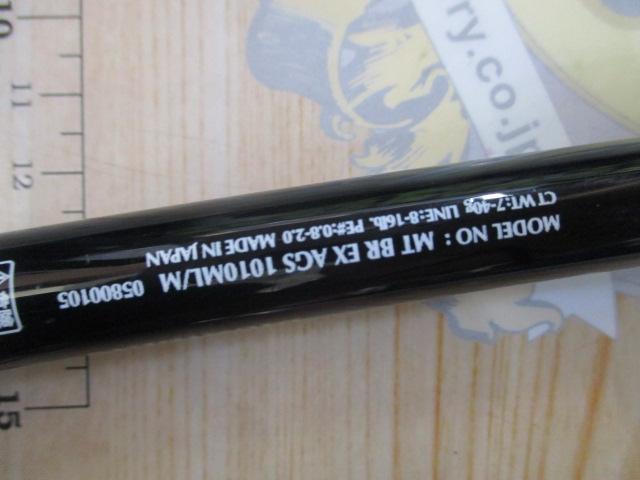 MODEL NO : MT BR EX AGS 1010ML/M 05800105
CT WT:7-40g LINE:8-16lb. PE#:0.8-2.0 MADE IN JAPAN
ry.co.jp
10
11
12
15